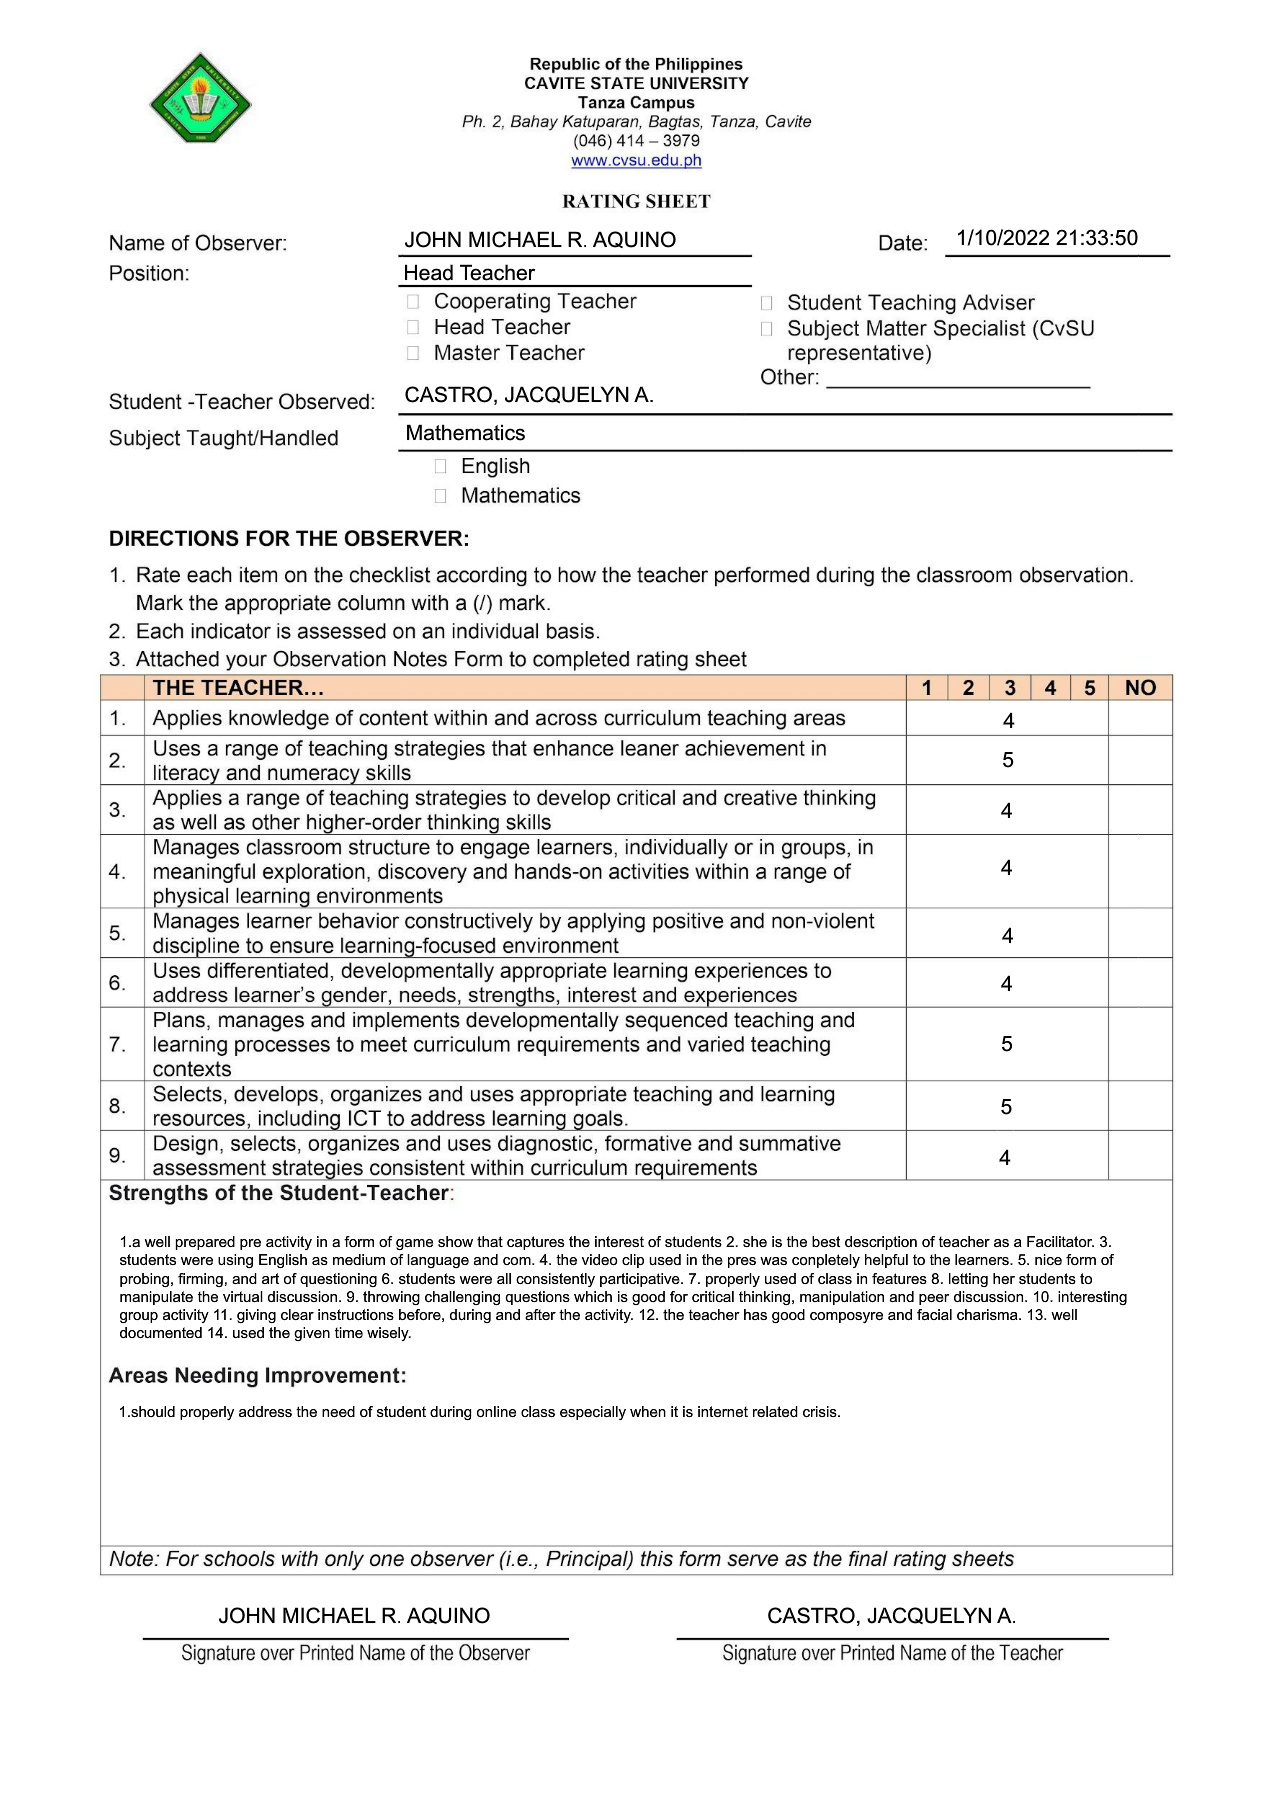 Republic of the Philippines
CAVITE STATE UNIVERSITY
Tanza Campus
Ph. 2, Bahay Katuparan, Bagtas, Tanza, Cavite
(046) 414 – 3979
www.cvsu.edu.ph
RATING SHEET
Name of Observer: JOHN MICHAEL R. AQUINO Date: 1/10/2022 21:33:50
Position: Head Teacher
Cooperating Teacher
Head Teacher
Master Teacher
Student Teaching Adviser
Subject Matter Specialist (CvSU
representative)
Other:
Student -Teacher Observed: CASTRO, JACQUELYN A.
Subject Taught/Handled Mathematics
English
Mathematics
DIRECTIONS FOR THE OBSERVER:
1. Rate each item on the checklist according to how the teacher performed during the classroom observation.
Mark the appropriate column with a (/) mark.
2. Each indicator is assessed on an individual basis.
3. Attached your Observation Notes Form to completed rating sheet
THE TEACHER… 1 2 3 4 5 NO
1. Applies knowledge of content within and across curriculum teaching areas 4
2. Uses a range of teaching strategies that enhance leaner achievement in
literacy and numeracy skills 5
3. Applies a range of teaching strategies to develop critical and creative thinking
as well as other higher-order thinking skills 4
4. Manages classroom structure to engage learners, individually or in groups, in
meaningful exploration, discovery and hands-on activities within a range of
physical learning environments 4
5. Manages learner behavior constructively by applying positive and non-violent
discipline to ensure learning-focused environment 4
6. Uses differentiated, developmentally appropriate learning experiences to
address learner’s gender, needs, strengths, interest and experiences 4
7. Plans, manages and implements developmentally sequenced teaching and
learning processes to meet curriculum requirements and varied teaching
contexts 5
8. Selects, develops, organizes and uses appropriate teaching and learning
resources, including ICT to address learning goals. 5
9. Design, selects, organizes and uses diagnostic, formative and summative
assessment strategies consistent within curriculum requirements 4
Strengths of the Student-Teacher:
1.a well prepared pre activity in a form of game show that captures the interest of students 2. she is the best description of teacher as a Facilitator. 3.
students were using English as medium of language and com. 4. the video clip used in the pres was conpletely helpful to the learners. 5. nice form of
probing, firming, and art of questioning 6. students were all consistently participative. 7. properly used of class in features 8. letting her students to
manipulate the virtual discussion. 9. throwing challenging questions which is good for critical thinking, manipulation and peer discussion. 10. interesting
group activity 11. giving clear instructions before, during and after the activity. 12. the teacher has good composyre and facial charisma. 13. well
documented 14. used the given time wisely.
Areas Needing Improvement:
1.should properly address the need of student during online class especially when it is internet related crisis.
Note: For schools with only one observer (i.e., Principal) this form serve as the final rating sheets
JOHN MICHAEL R. AQUINO CASTRO, JACQUELYN A.
Signature over Printed Name of the Observer Signature over Printed Name of the Teacher